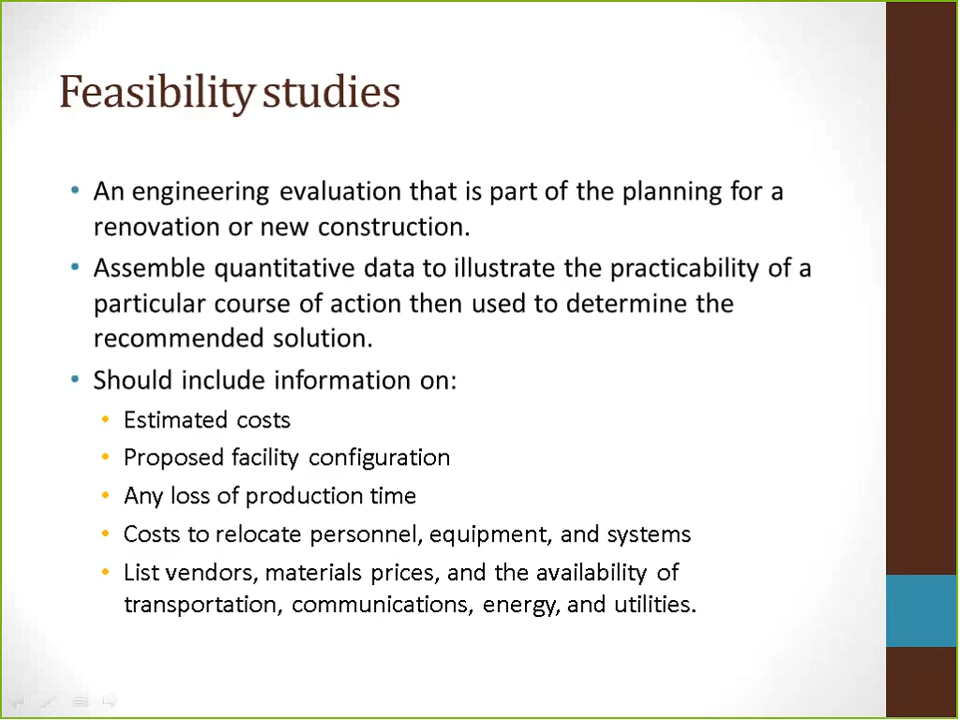 Feasibility studies
• An engineering evaluation that is part of the planning for a
renovation or new construction.
• Assemble quantitative data to illustrate the practicability of a
particular course of action then used to determine the
recommended solution.
• Should include information on:
• Estimated costs
• Proposed facility configuration
• Any loss of production time
• Costs to relocate personnel, equipment, and systems
• List vendors, materials prices, and the availability of
transportation, communications, energy, and utilities.